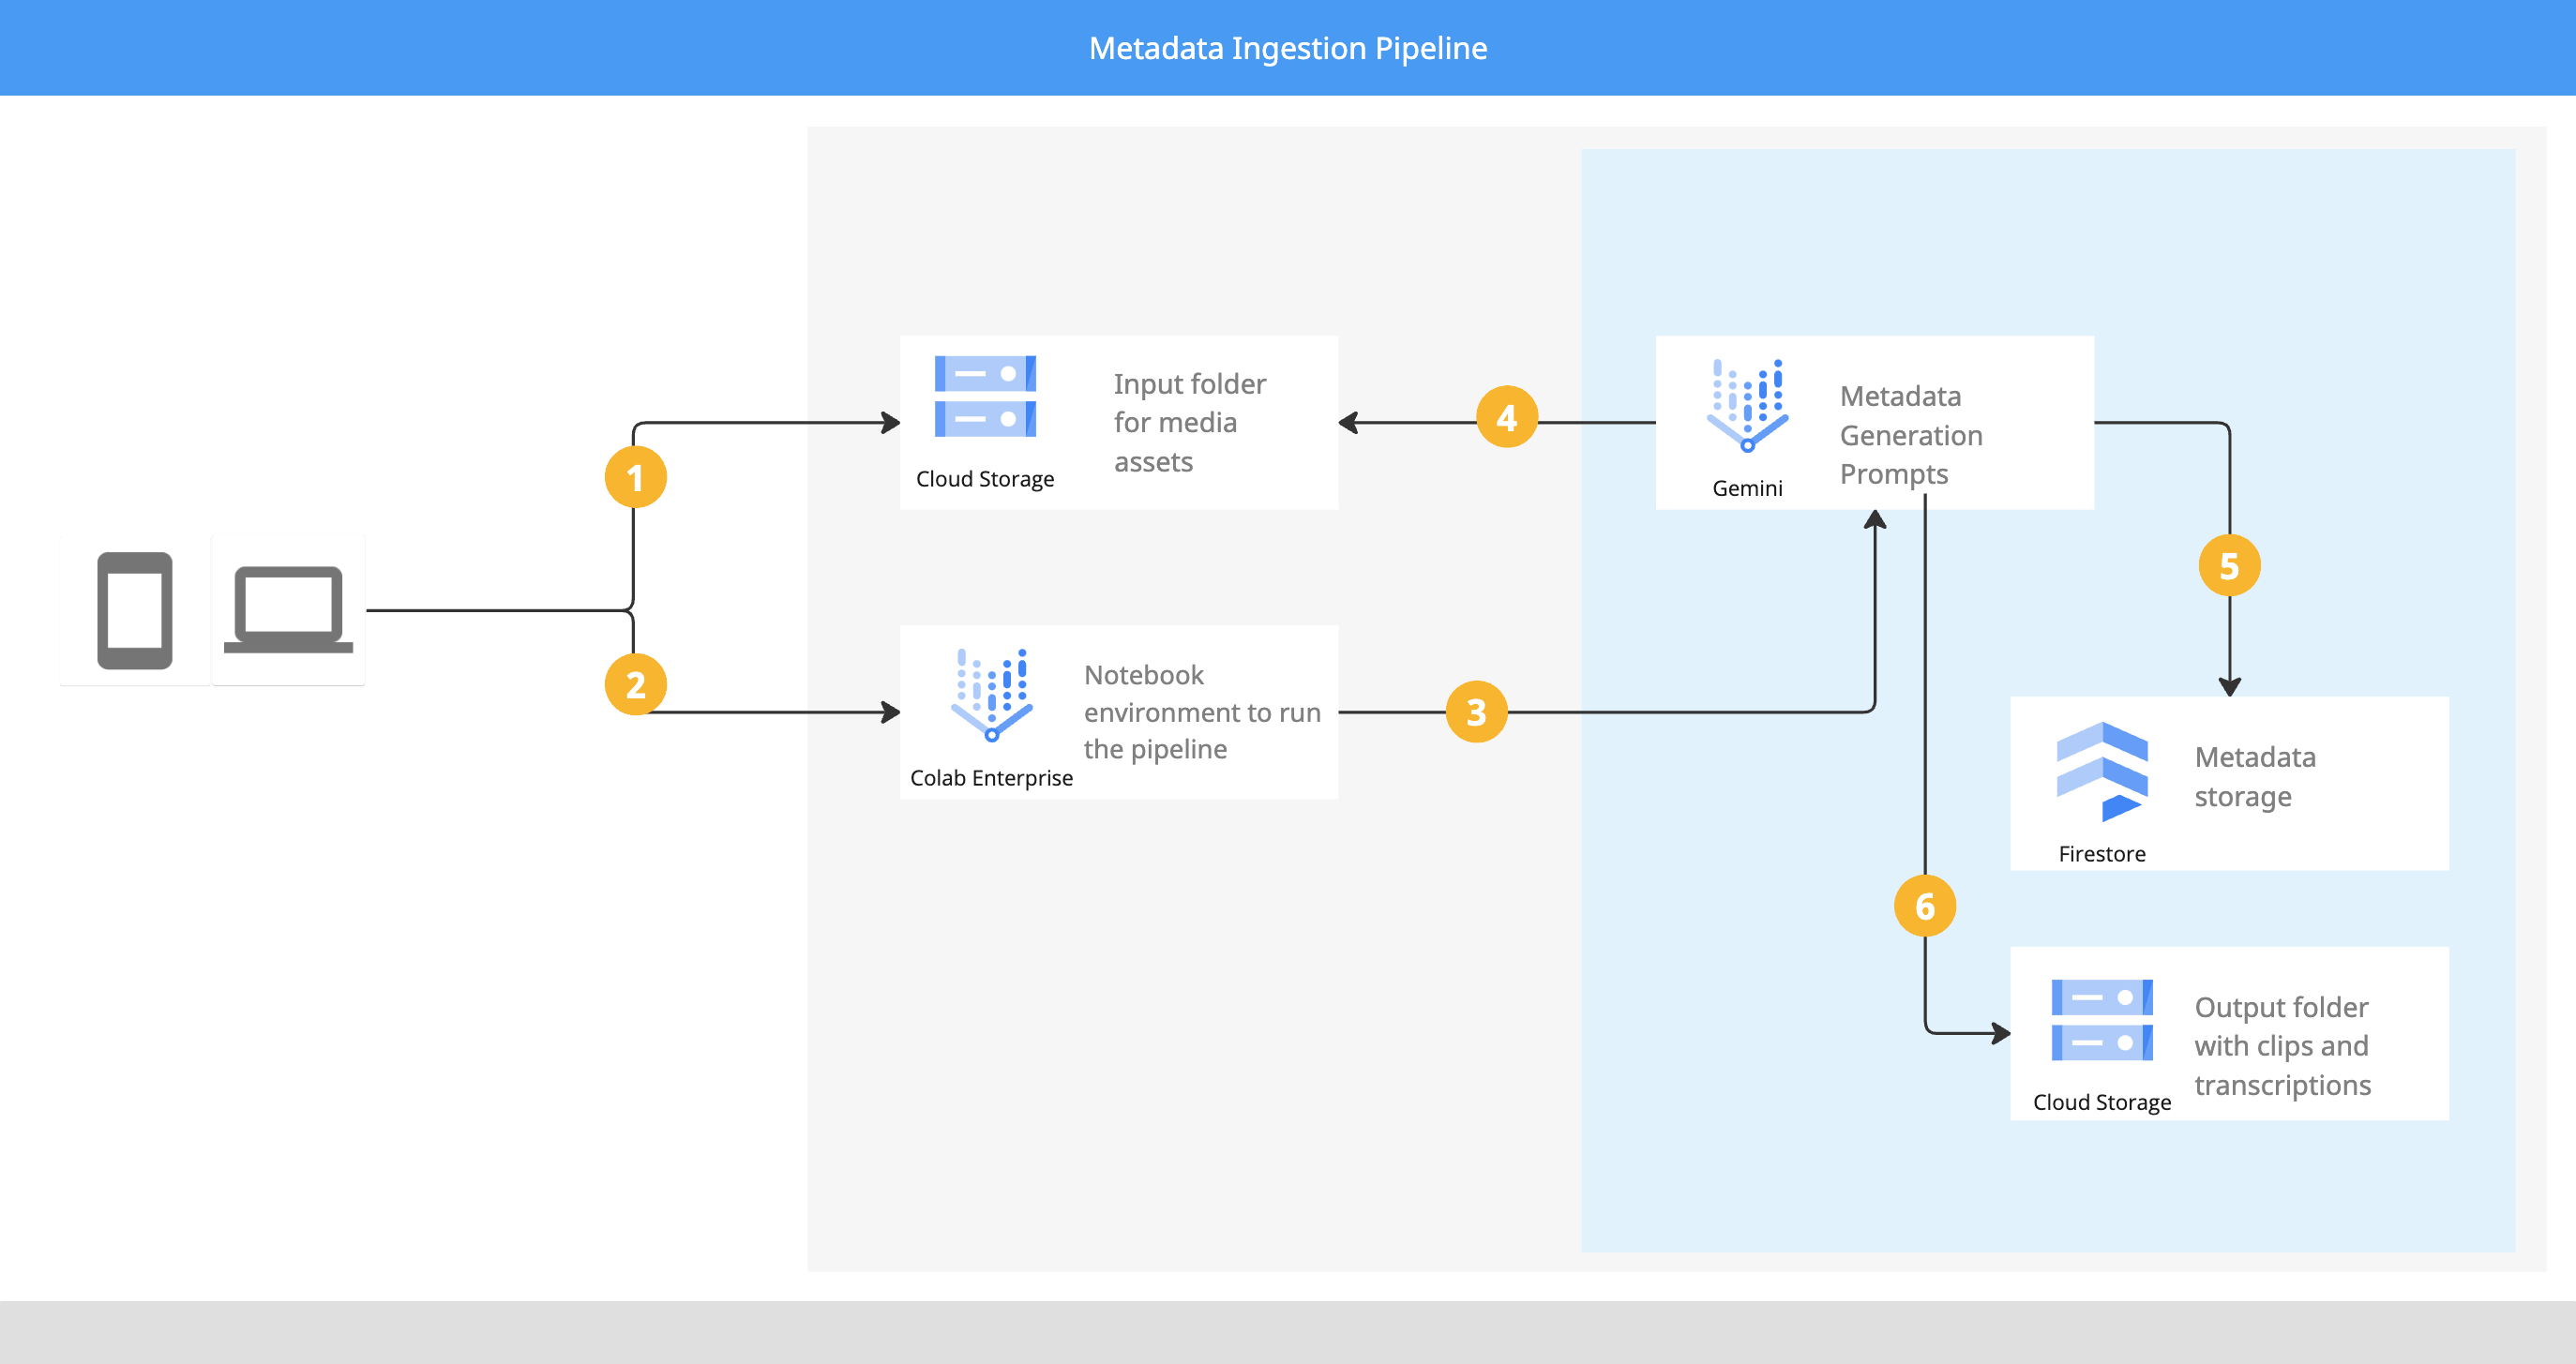 Metadata Ingestion Pipeline
1
2
Input folder
for media
assets
Cloud Storage
Notebook
environment to run
the pipeline
Colab Enterprise
3
4
Metadata
Generation
Prompts
Gemini
5
Metadata
storage
Firestore
6
Output folder
with clips and
transcriptions
Cloud Storage